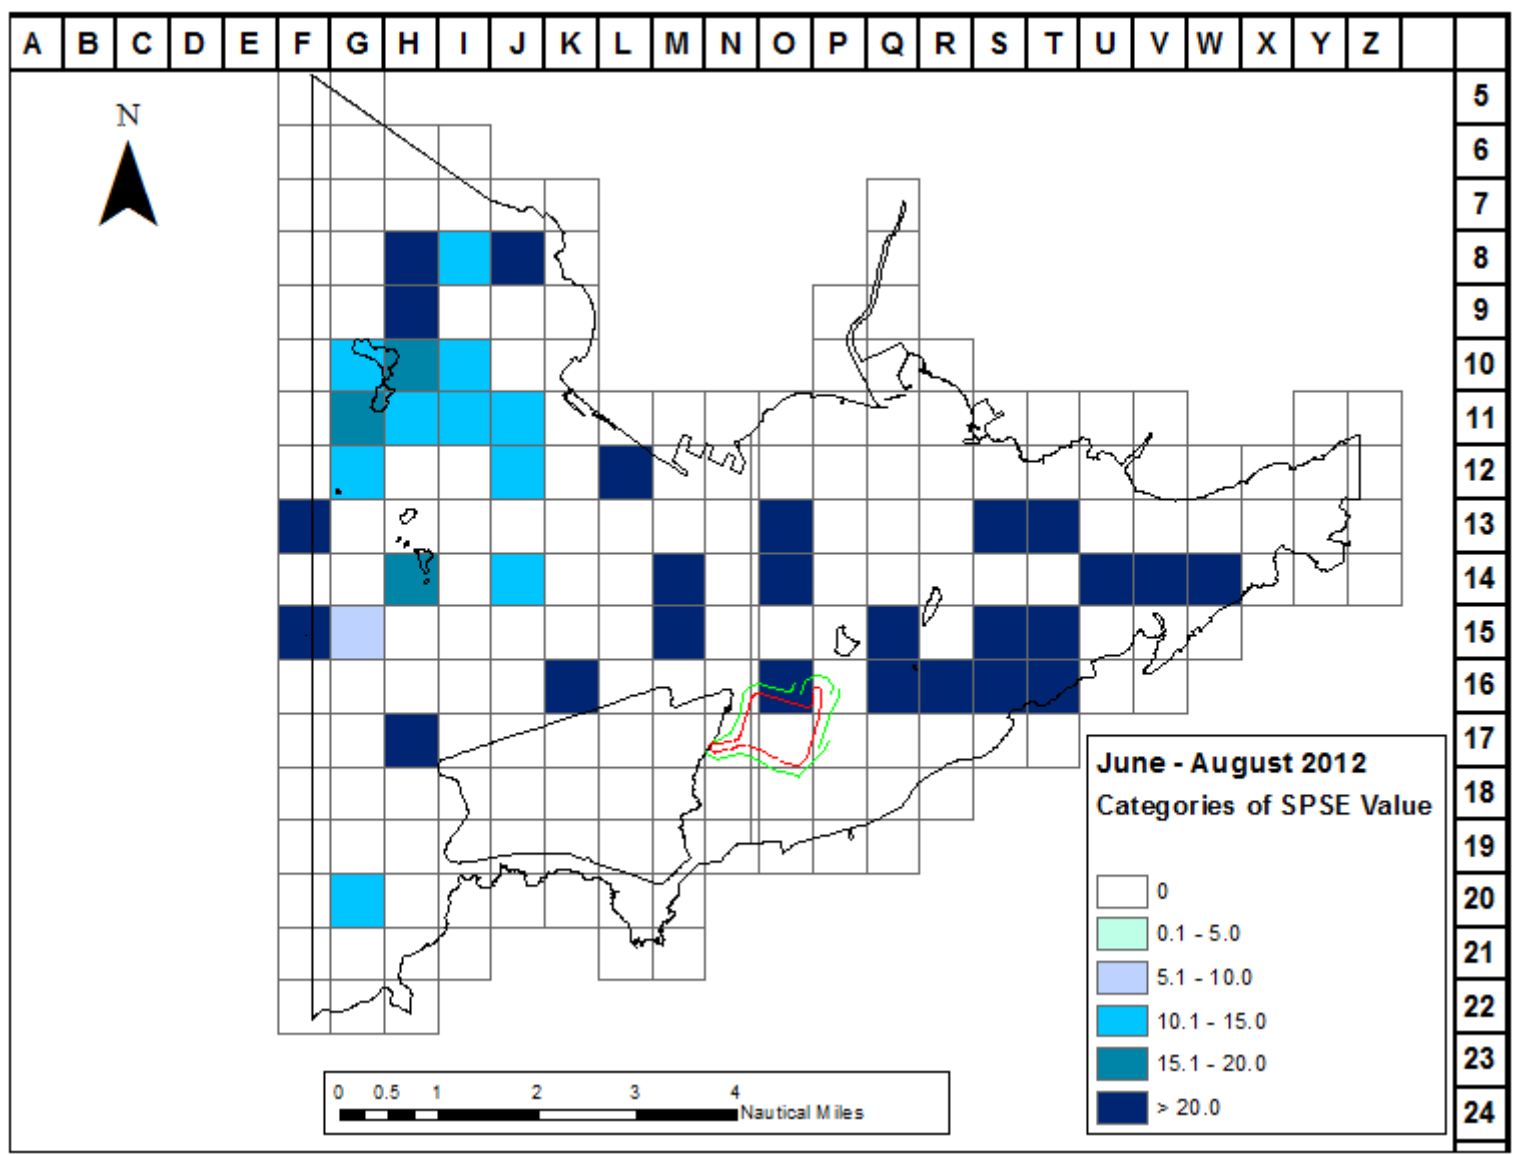 A B C D E F G H I J K L M N O P Q R S T U V W X Y Z
5
N
6
7
8
9
10
11
12
13
14
15
16
17
June - August 2012
18
Categories of SPSE Value
19
20
0
0.1 - 5.0
21
5.1 - 10.0
22
10.1 - 15.0
23
15.1 - 20.0
24
> 20.0
0 0.5 1 2 3 4
Nautical Miles